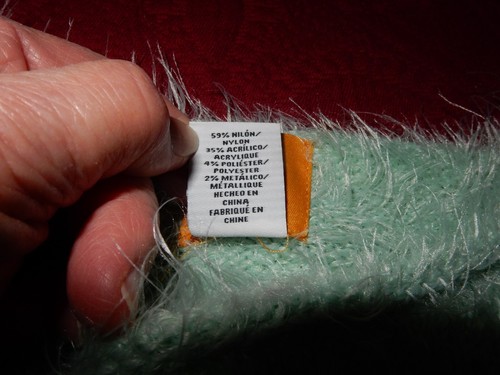 59% NILÓN/
NYLON
35% ACRÍLICO/
ACRYLIQUE
4% POLIÉSTER/
POLYESTER
2% METÁLICO/
MÉTALLIQUE
HECHO EN
CHINA
FABRIQUÉ EN
CHINE